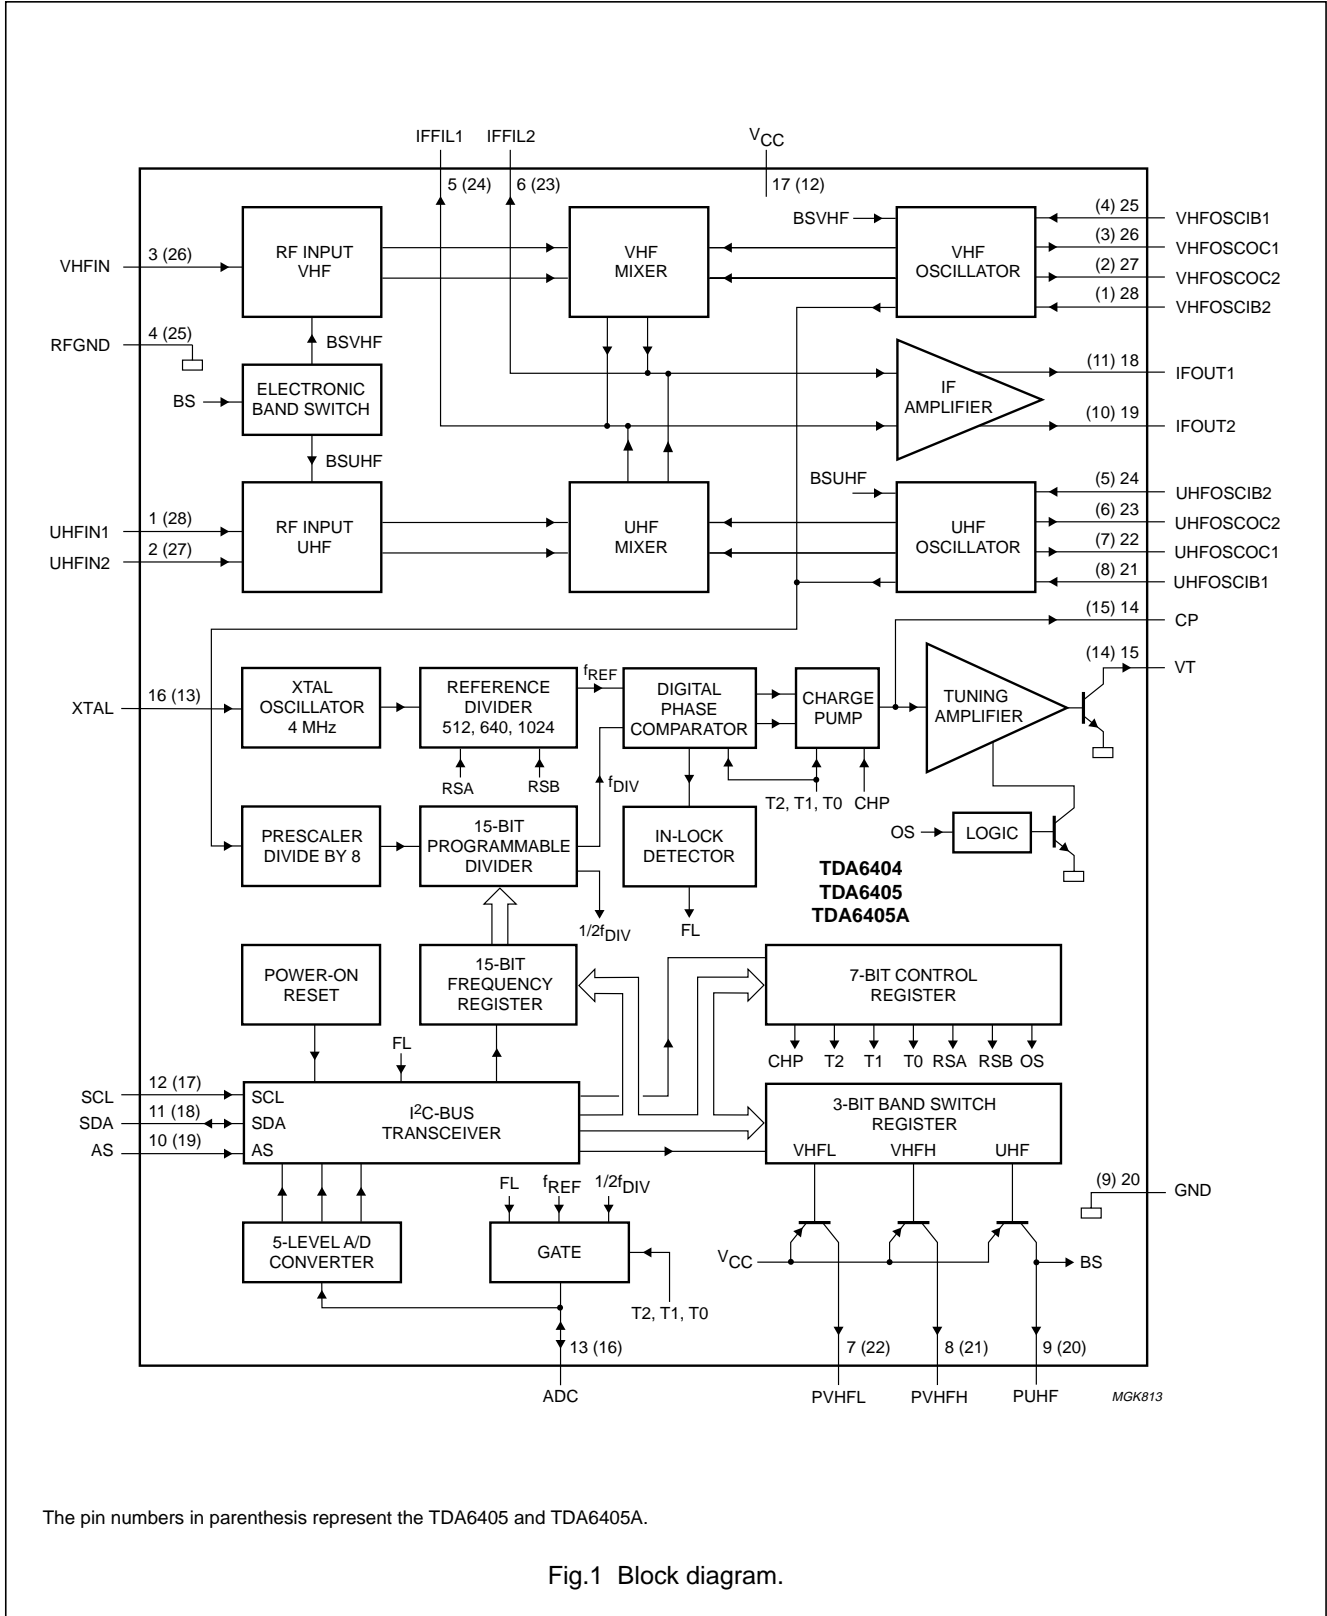 IFFIL1 IFFIL2 VCC
5 (24) 6 (23) 17 (12)
VHFIN 3 (26)
RF INPUT
VHF
VHF
MIXER
BSVHF
VHF
OSCILLATOR
(4) 25 VHFOSCIB1
(3) 26 VHFOSCOC1
(2) 27 VHFOSCOC2
(1) 28 VHFOSCIB2
RFGND 4 (25)
BSVHF
BS
ELECTRONIC
BAND SWITCH
BSUHF
IF
AMPLIFIER
(11) 18 IFOUT1
(10) 19 IFOUT2
UHFIN1 1 (28)
UHFIN2 2 (27)
RF INPUT
UHF
UHF
MIXER
BSUHF
UHF
OSCILLATOR
(5) 24 UHFOSCIB2
(6) 23 UHFOSCOC2
(7) 22 UHFOSCOC1
(8) 21 UHFOSCIB1
(15) 14 CP
(14) 15 VT
XTAL 16 (13)
XTAL
OSCILLATOR
4 MHz
REFERENCE
DIVIDER
512, 640, 1024
fREF
DIGITAL
PHASE
COMPARATOR
CHARGE
PUMP
TUNING
AMPLIFIER
RSA RSB
fDIV
T2, T1, T0 CHP
PRESCALER
DIVIDE BY 8
15-BIT
PROGRAMMABLE
DIVIDER
IN-LOCK
DETECTOR
OS LOGIC
1/2fDIV
FL
TDA6404
TDA6405
TDA6405A
POWER-ON
RESET
15-BIT
FREQUENCY
REGISTER
7-BIT CONTROL
REGISTER
CHP T2 T1 T0 RSA RSB OS
FL
SCL 12 (17) SCL
SDA 11 (18) SDA
AS 10 (19) AS
I2C-BUS
TRANSCEIVER
3-BIT BAND SWITCH
REGISTER
VHFL VHFH UHF
(9) 20 GND
FL fREF 1/2fDIV
5-LEVEL A/D
CONVERTER
GATE
T2, T1, T0
VCC BS
13 (16) 7 (22) 8 (21) 9 (20)
ADC PVHFL PVHFH PUHF
MGK813
The pin numbers in parenthesis represent the TDA6405 and TDA6405A.
Fig.1 Block diagram.